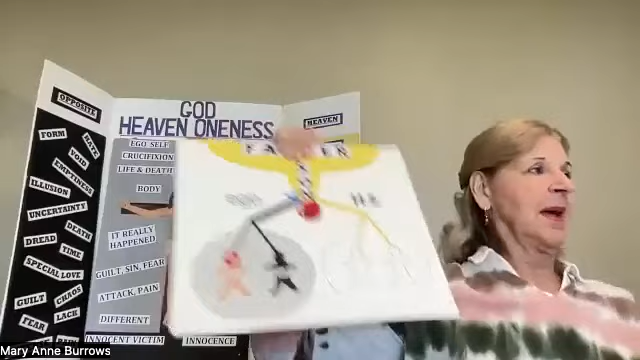 OPPOSITE
FORM
HATE
VOID
EMPTINESS
ILLUSION
UNCERTAINTY
DEATH
DREAD
TIME
SPECIAL LOVE
GUILT
CHAOS
LACK
FEAR
GOD
HEAVEN ONENESS
EGO SELF
CRUCIFIXION
LIFE & DEATH
BODY
IT REALLY
HAPPENED
GUILT, SIN, FEAR
ATTACK, PAIN
DIFFERENT
INNOCENT VICTIM
INNOCENCE
HEAVEN
Mary Anne Burrows